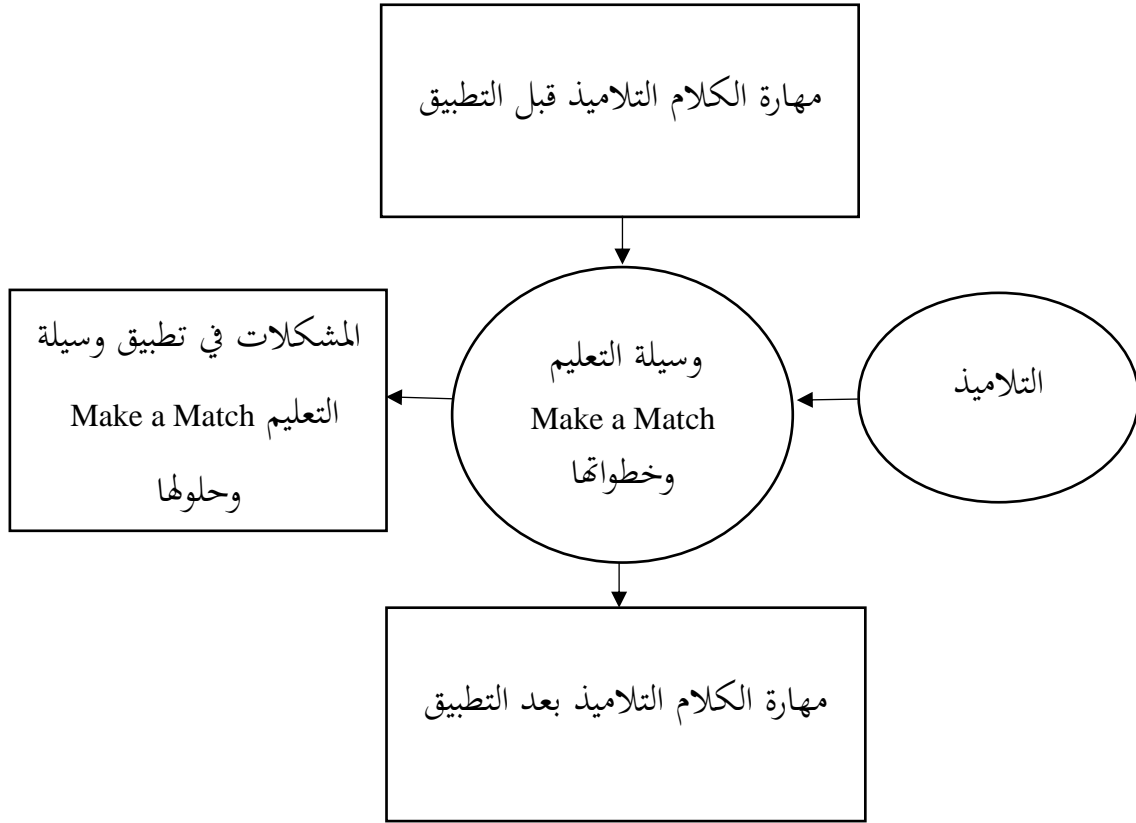 مهارة الكلام التلاميذ قبل التطبيق
التلاميذ
وسيلة التعليم
Make a Match
وخطواتها
المشكلات في تطبيق وسيلة
التعليم Make a Match
وحلولها
مهارة الكلام التلاميذ بعد التطبيق